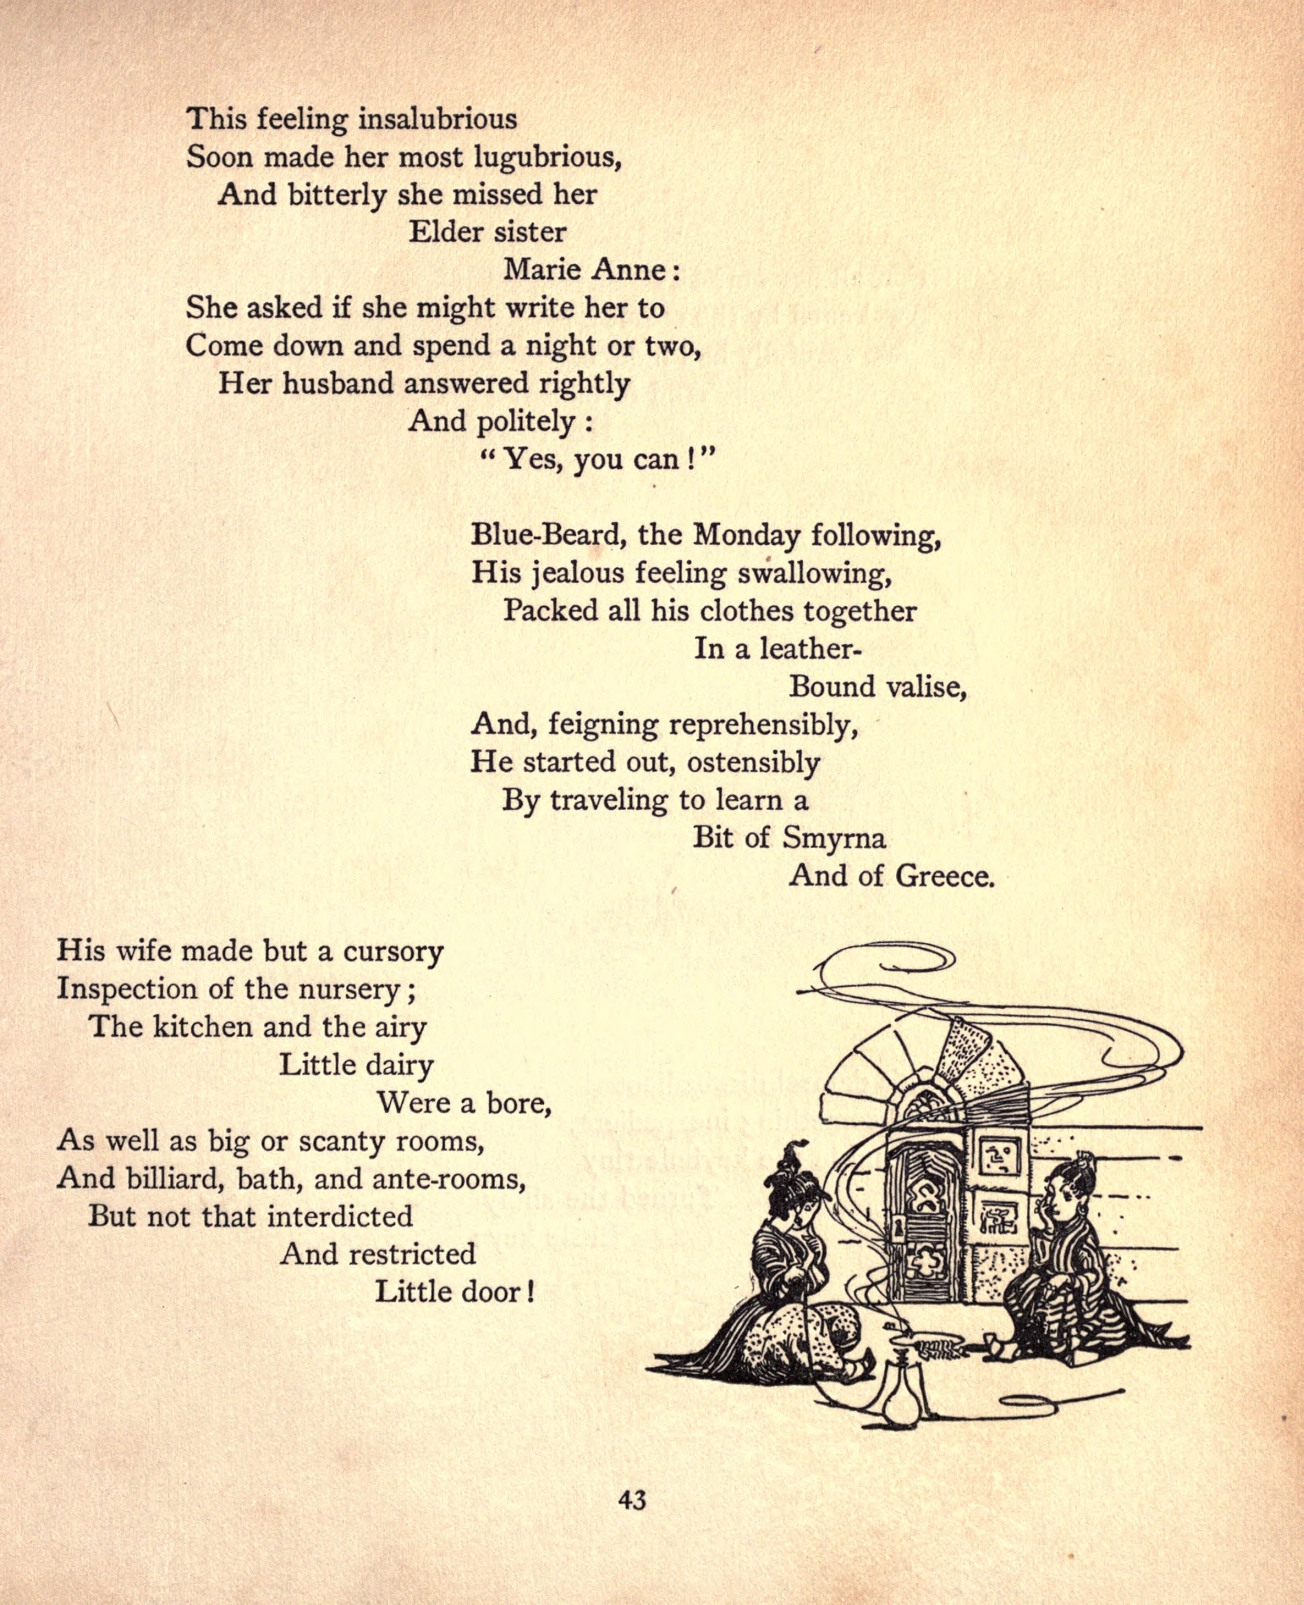 This feeling insalubrious
Soon made her most lugubrious,
And bitterly she missed her
Elder sister
Marie Anne:
She asked if she might write her to
Come down and spend a night or two,
Her husband answered rightly
And politely:
“Yes, you can!”
Blue-Beard, the Monday following,
His jealous feeling swallowing,
Packed all his clothes together
In a leather-
Bound valise,
And, feigning reprehensibly,
He started out, ostensibly
By traveling to learn a
Bit of Smyrna
And of Greece.
His wife made but a cursory
Inspection of the nursery;
The kitchen and the airy
Little dairy
Were a bore,
As well as big or scanty rooms,
And billiard, bath, and ante-rooms,
But not that interdicted
And restricted
Little door!
43